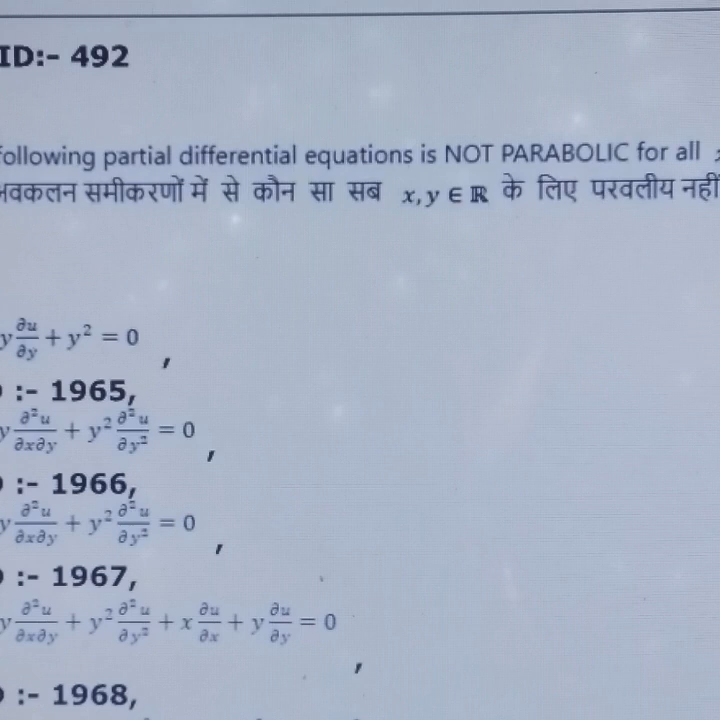 ID:- 492
following partial differential equations is NOT PARABOLIC for all
अवकलन समीकरणों में से कौन सा सब x, y ∈ ℝ के लिए परवलीय नहीं
y ∂u/∂y + y² = 0 ,
:- 1965,
y ∂²u/∂x∂y + y² ∂²u/∂y² = 0 ,
:- 1966,
y ∂²u/∂x∂y + y² ∂²u/∂y² = 0 ,
:- 1967,
y ∂²u/∂x∂y + y² ∂²u/∂y² + x ∂u/∂x + y ∂u/∂y = 0 ,
:- 1968,